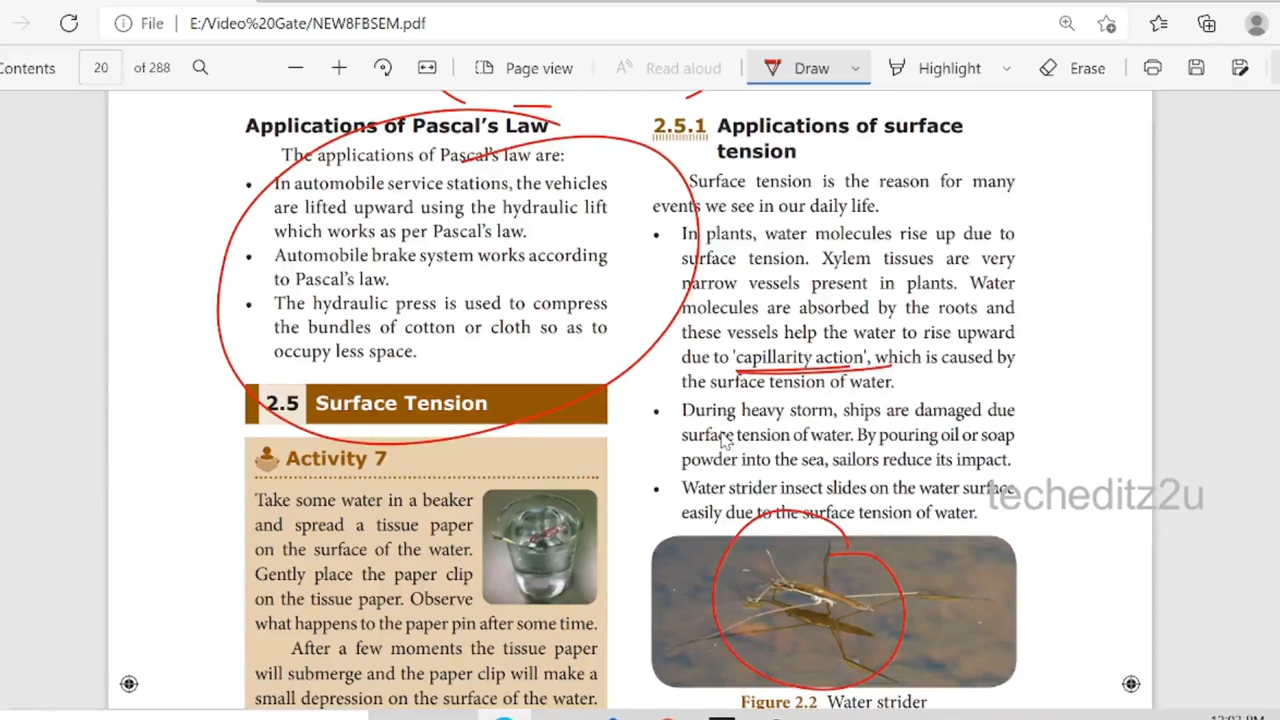 File
E:/Video%20Gate/NEW8FBSEM.pdf
Contents
20
of 288
Page view
Read aloud
Draw
Highlight
Erase
Applications of Pascal's Law
The applications of Pascal's law are:
• In automobile service stations, the vehicles
are lifted upward using the hydraulic lift
which works as per Pascal's law.
• Automobile brake system works according
to Pascal's law.
• The hydraulic press is used to compress
the bundles of cotton or cloth so as to
occupy less space.
2.5 Surface Tension
Activity 7
Take some water in a beaker
and spread a tissue paper
on the surface of the water.
Gently place the paper clip
on the tissue paper. Observe
what happens to the paper pin after some time.
After a few moments the tissue paper
will submerge and the paper clip will make a
small depression on the surface of the water.
2.5.1 Applications of surface
tension
Surface tension is the reason for many
events we see in our daily life.
• In plants, water molecules rise up due to
surface tension. Xylem tissues are very
narrow vessels present in plants. Water
molecules are absorbed by the roots and
these vessels help the water to rise upward
due to 'capillarity action', which is caused by
the surface tension of water.
• During heavy storm, ships are damaged due
surface tension of water. By pouring oil or soap
powder into the sea, sailors reduce its impact.
• Water strider insect slides on the water surface
easily due to the surface tension of water.
techeditz2u
Figure 2.2 Water strider